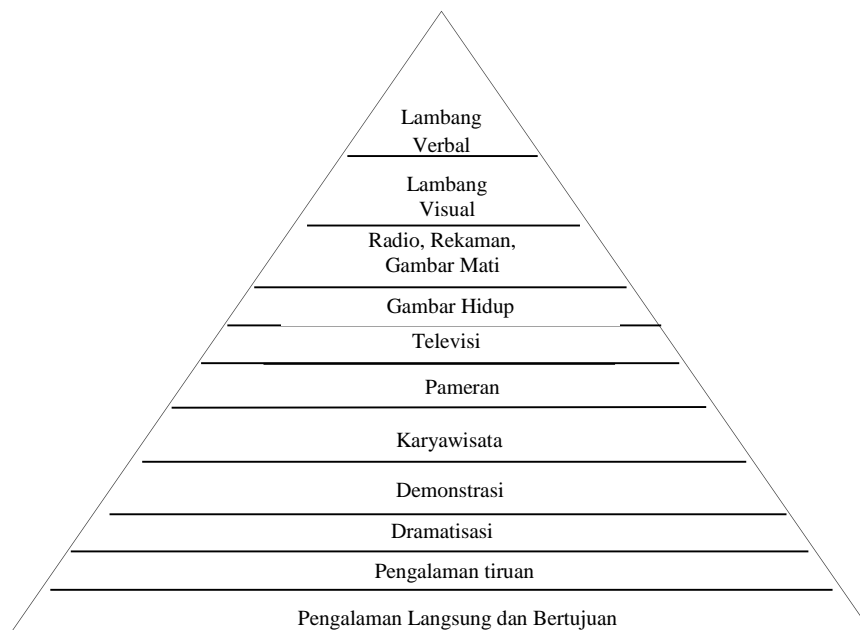 Lambang
Verbal
Lambang
Visual
Radio, Rekaman,
Gambar Mati
Gambar Hidup
Televisi
Pameran
Karyawisata
Demonstrasi
Dramatisasi
Pengalaman tiruan
Pengalaman Langsung dan Bertujuan